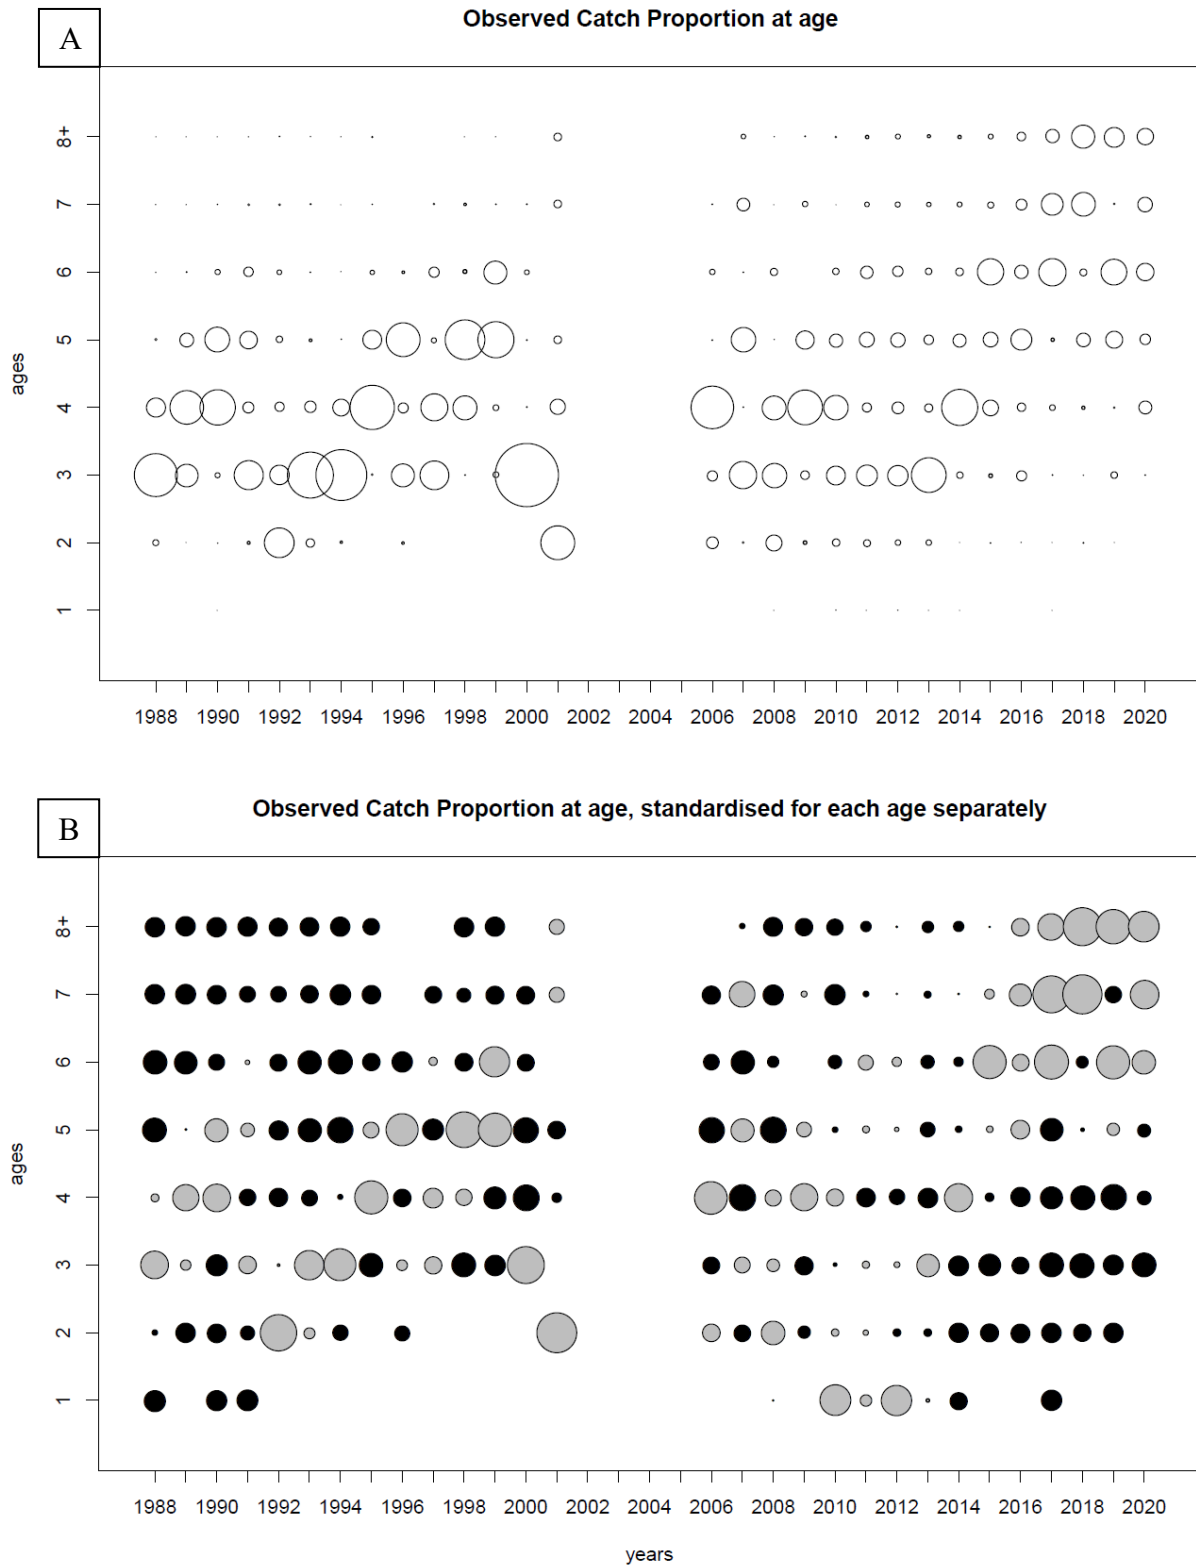 A
Observed Catch Proportion at age
8+
7
6
5
4
3
2
1
ages
1988 1990 1992 1994 1996 1998 2000 2002 2004 2006 2008 2010 2012 2014 2016 2018 2020
B
Observed Catch Proportion at age, standardised for each age separately
8+
7
6
5
4
3
2
1
ages
1988 1990 1992 1994 1996 1998 2000 2002 2004 2006 2008 2010 2012 2014 2016 2018 2020
years